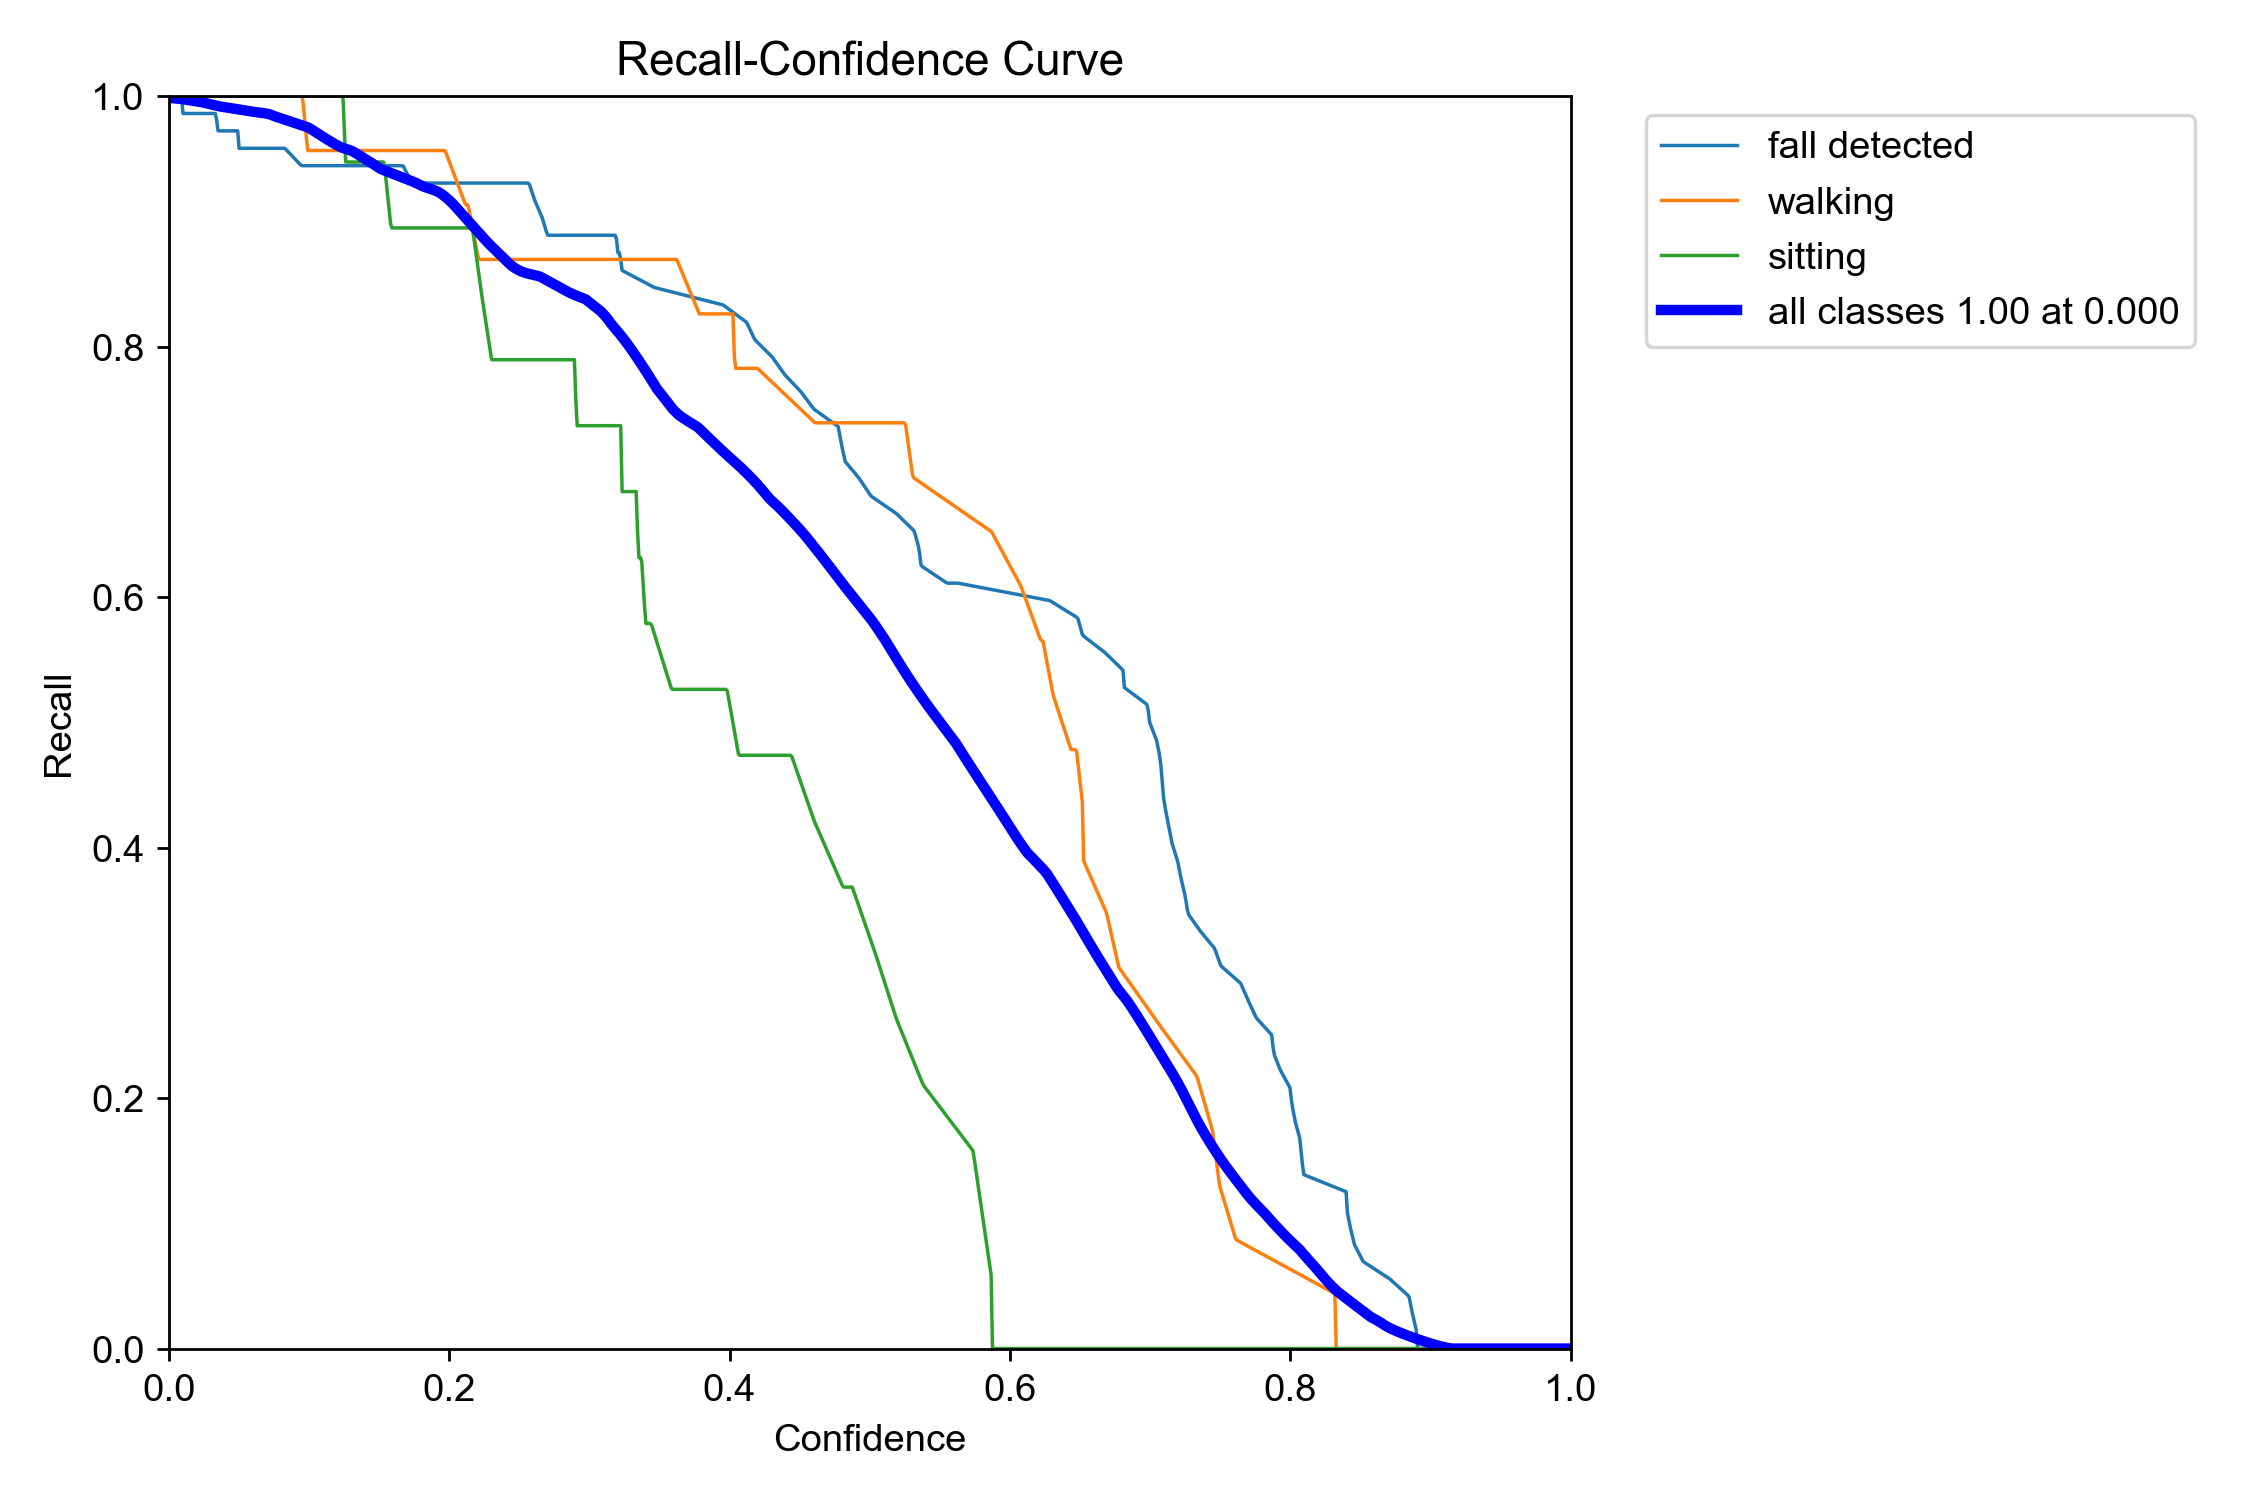 Recall-Confidence Curve
1.0
0.8
0.6
0.4
0.2
0.0
Recall
0.0 0.2 0.4 0.6 0.8 1.0
Confidence
fall detected
walking
sitting
all classes 1.00 at 0.000